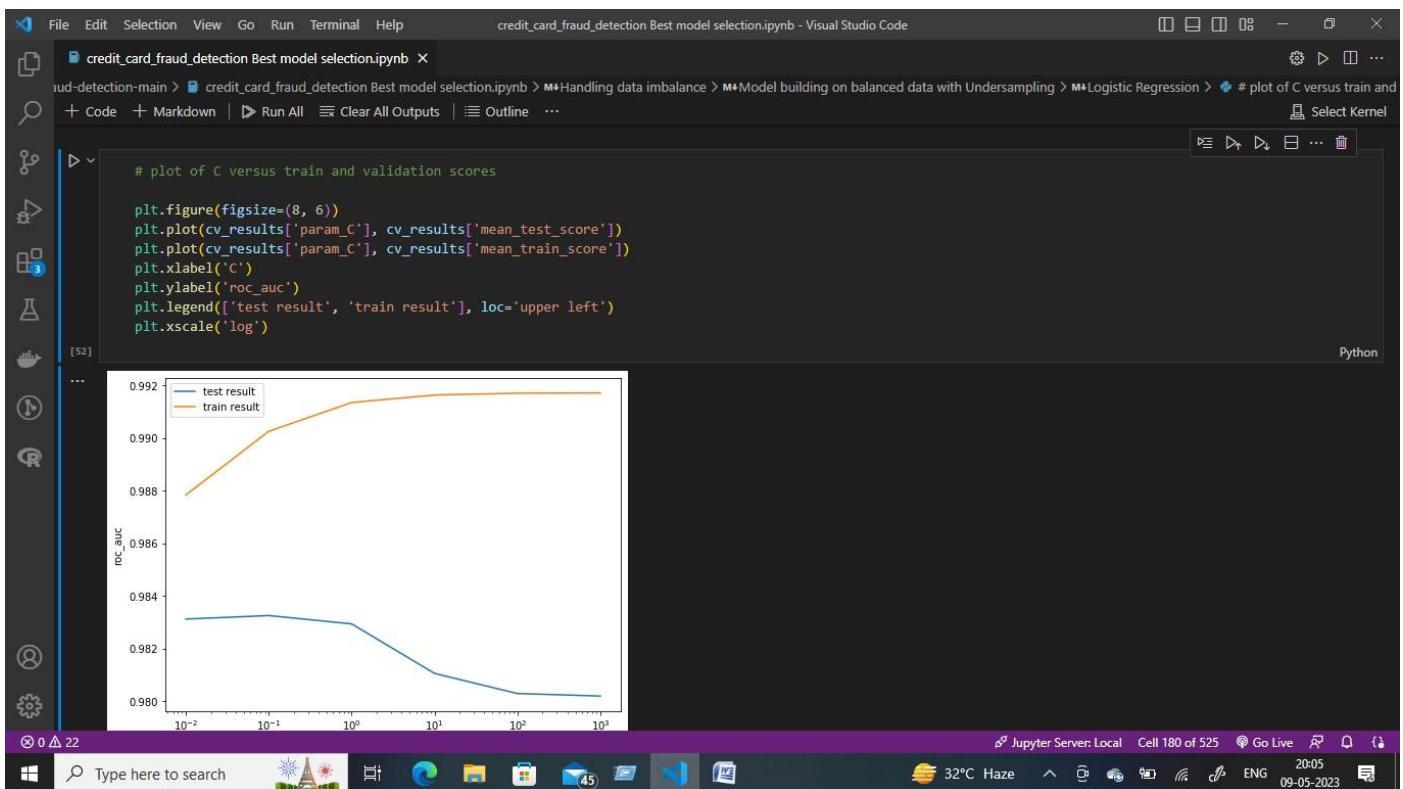 File Edit Selection View Go Run Terminal Help credit_card_fraud_detection Best model selection.ipynb - Visual Studio Code
credit_card_fraud_detection Best model selection.ipynb
ud-detection-main > credit_card_fraud_detection Best model selection.ipynb > M+Handling data imbalance > M+Model building on balanced data with Undersampling > M+Logistic Regression > # plot of C versus train and
+ Code + Markdown Run All Clear All Outputs Outline ... Select Kernel
# plot of C versus train and validation scores
plt.figure(figsize=(8, 6))
plt.plot(cv_results['param_C'], cv_results['mean_test_score'])
plt.plot(cv_results['param_C'], cv_results['mean_train_score'])
plt.xlabel('C')
plt.ylabel('roc_auc')
plt.legend(['test result', 'train result'], loc='upper left')
plt.xscale('log')
[52] Python
test result
train result
0.992
0.990
0.988
0.986
0.984
0.982
0.980
roc_auc
10⁻² 10⁻¹ 10⁰ 10¹ 10² 10³
3
0 22 Jupyter Server: Local Cell 180 of 525 Go Live
Type here to search 45 32°C Haze ENG 20:05
09-05-2023